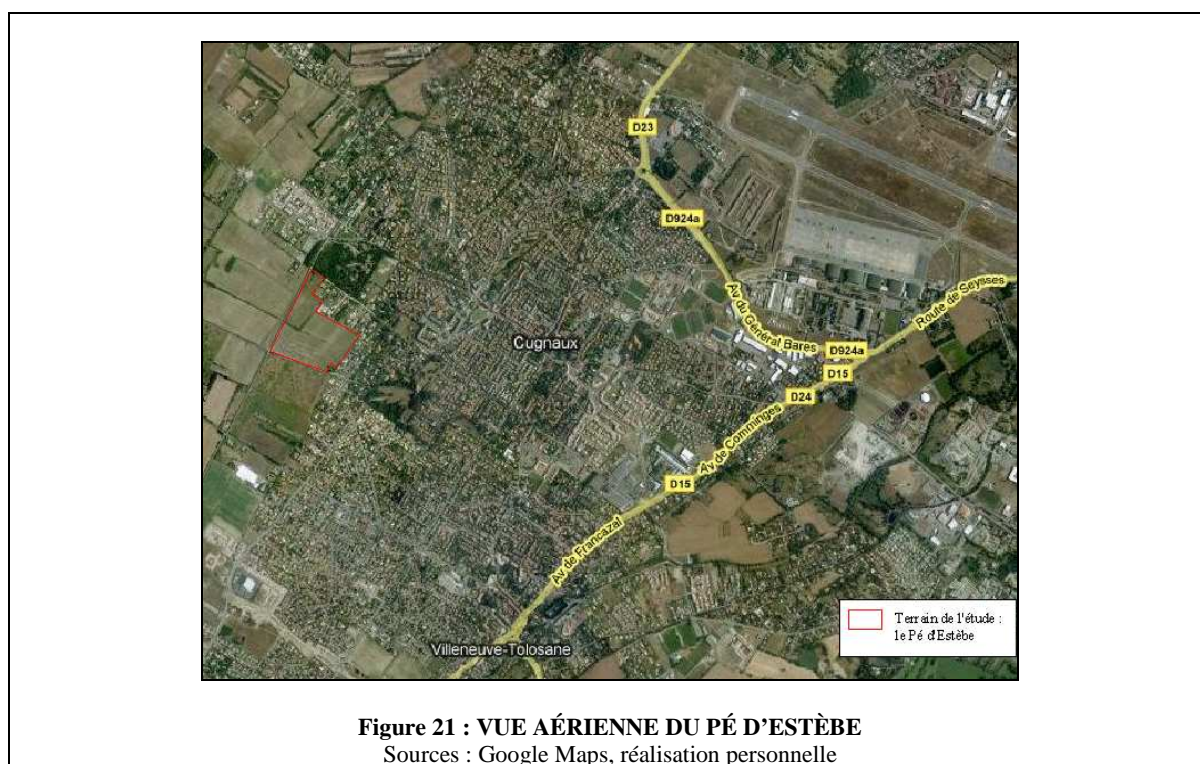 D23
D924a
Av du Général Bares
Route de Seysses
Cugnaux
D924a
D15
D24
Av de Comminges
D15
Av de Francazal
Villeneuve-Tolosane
Terrain de l'étude :
le Pé d'Estèbe
Figure 21 : VUE AÉRIENNE DU PÉ D'ESTÈBE
Sources : Google Maps, réalisation personnelle